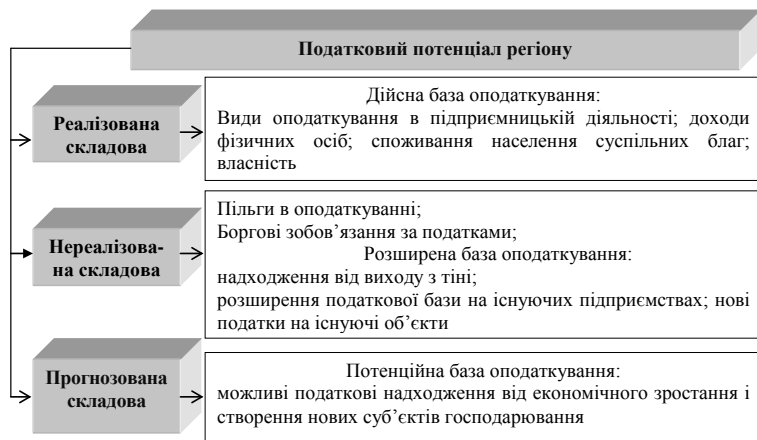 Податковий потенціал регіону
Реалізована
складова
Дійсна база оподаткування:
Види оподаткування в підприємницькій діяльності; доходи
фізичних осіб; споживання населення суспільних благ;
власність
Нереалізова-
на складова
Пільги в оподаткуванні;
Боргові зобов’язання за податками;
Розширена база оподаткування:
надходження від виходу з тіні;
розширення податкової бази на існуючих підприємствах; нові
податки на існуючі об’єкти
Прогнозована
складова
Потенційна база оподаткування:
можливі податкові надходження від економічного зростання і
створення нових суб’єктів господарювання